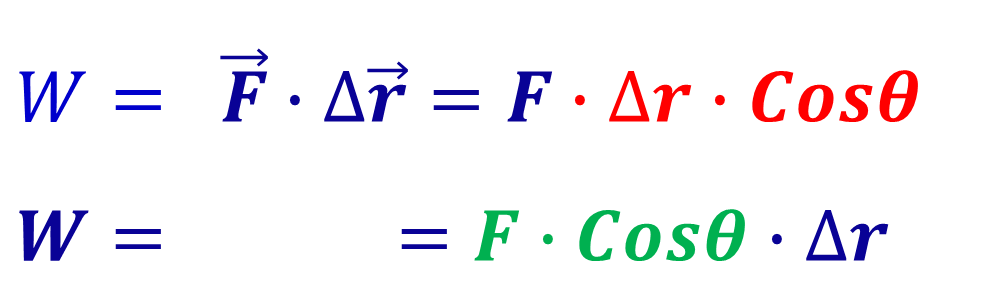 W = F⃗ · Δr⃗ = F · Δr · Cosθ
W = = F · Cosθ · Δr